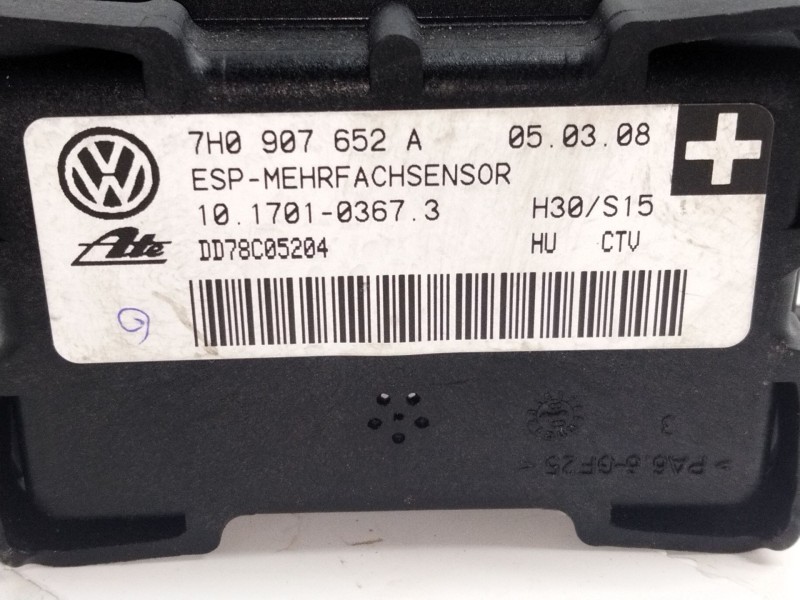 7H0 907 652 A 05.03.08
ESP-MEHRFACHSENSOR
10.1701-0367.3 H30/S15
Ate DD78C05204 HU CTV
3
>PA6.6-GF25<